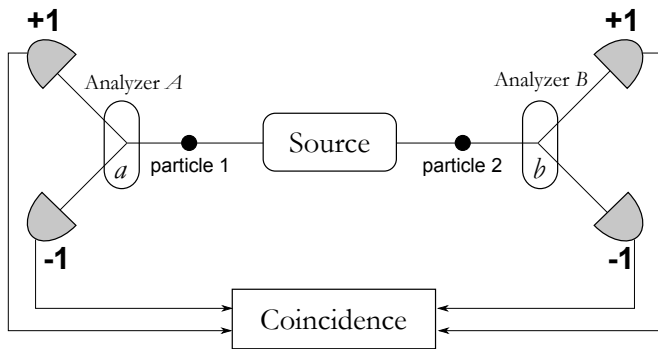 +1
+1
Analyzer A
Analyzer B
Source
a
particle 1
particle 2
b
-1
-1
Coincidence